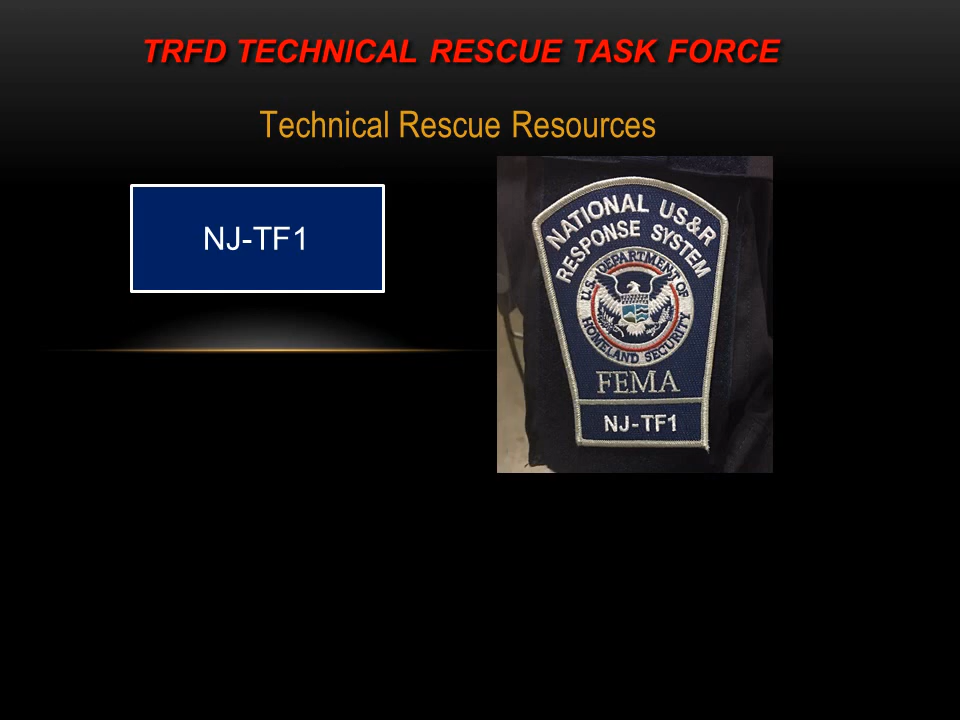 TRFD TECHNICAL RESCUE TASK FORCE
Technical Rescue Resources
NJ-TF1
NATIONAL US&R
RESPONSE SYSTEM
U.S. DEPARTMENT OF
HOMELAND SECURITY
FEMA
NJ-TF1